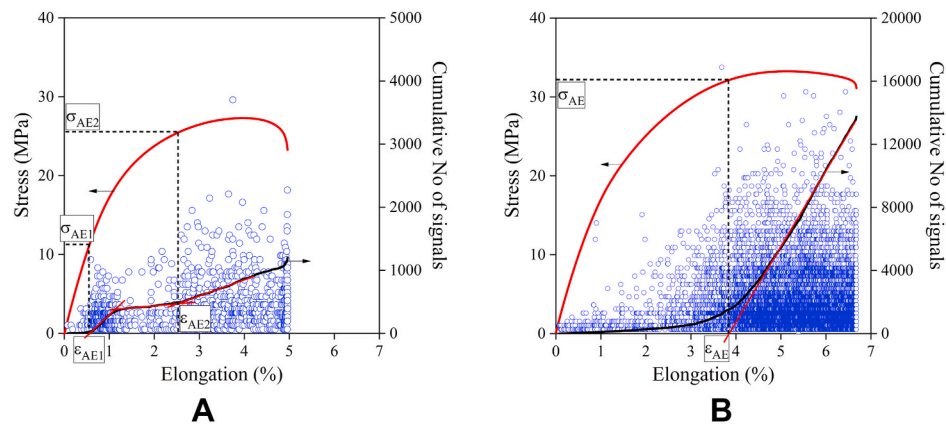 40
30
20
10
0
5000
4000
3000
2000
1000
0
0
1
2
3
4
5
6
7
Stress (MPa)
Cumulative No of signals
Elongation (%)
σAE2
σAE1
εAE1
εAE2
A
40
30
20
10
0
20000
16000
12000
8000
4000
0
0
1
2
3
4
5
6
7
Stress (MPa)
Cumulative No of signals
Elongation (%)
σAE
εAE
B